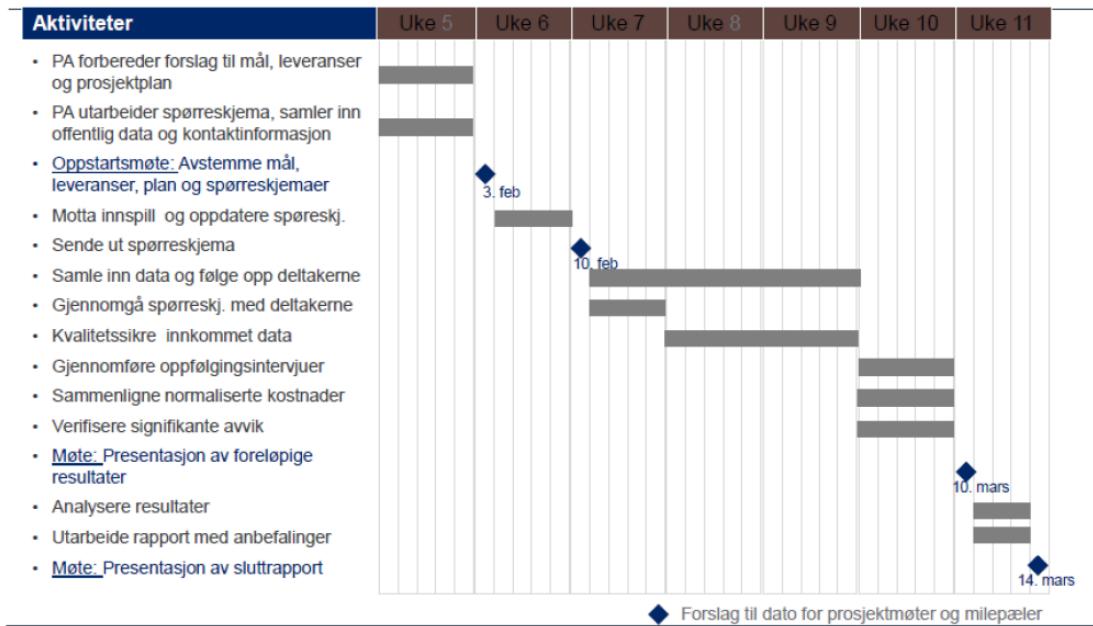 Aktiviteter Uke 5 Uke 6 Uke 7 Uke 8 Uke 9 Uke 10 Uke 11
• PA forbereder forslag til mål, leveranser
og prosjektplan
• PA utarbeider spørreskjema, samler inn
offentlig data og kontaktinformasjon
• Oppstartsmøte: Avstemme mål,
leveranser, plan og spørreskjemaer
3. feb
• Motta innspill og oppdatere spøreskj.
• Sende ut spørreskjema
10. feb
• Samle inn data og følge opp deltakerne
• Gjennomgå spørreskj. med deltakerne
• Kvalitetssikre innkommet data
• Gjennomføre oppfølgingsintervjuer
• Sammenligne normaliserte kostnader
• Verifisere signifikante avvik
• Møte: Presentasjon av foreløpige
resultater
10. mars
• Analysere resultater
• Utarbeide rapport med anbefalinger
• Møte: Presentasjon av sluttrapport
14. mars
Forslag til dato for prosjektmøter og milepæler